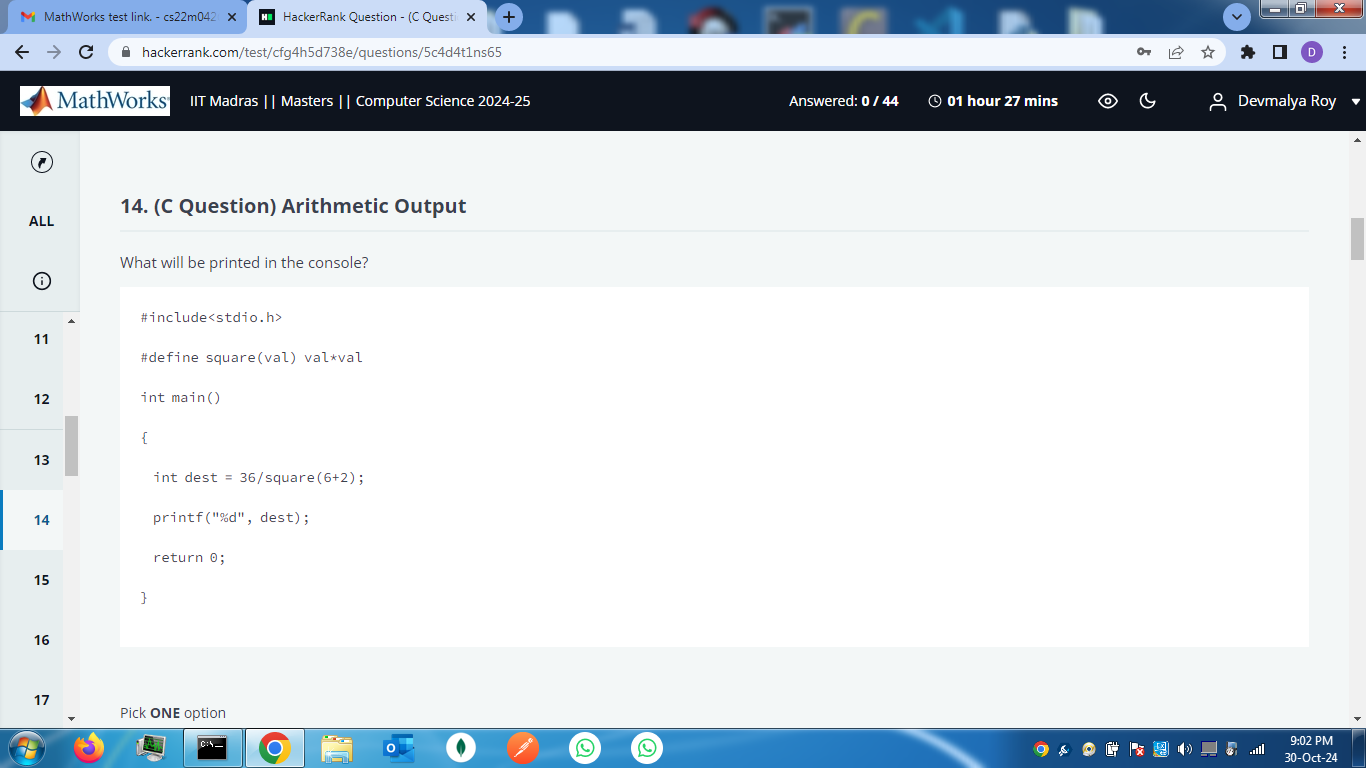 MathWorks test link. - cs22m042
HackerRank Question - (C Questi
hackerrank.com/test/cfg4h5d738e/questions/5c4d4t1ns65
D
MathWorks
IIT Madras || Masters || Computer Science 2024-25
Answered: 0 / 44
01 hour 27 mins
Devmalya Roy
ALL
11
12
13
14
15
16
17
14. (C Question) Arithmetic Output
What will be printed in the console?
#include<stdio.h>
#define square(val) val*val
int main()
{
int dest = 36/square(6+2);
printf("%d", dest);
return 0;
}
Pick ONE option
9:02 PM
30-Oct-24